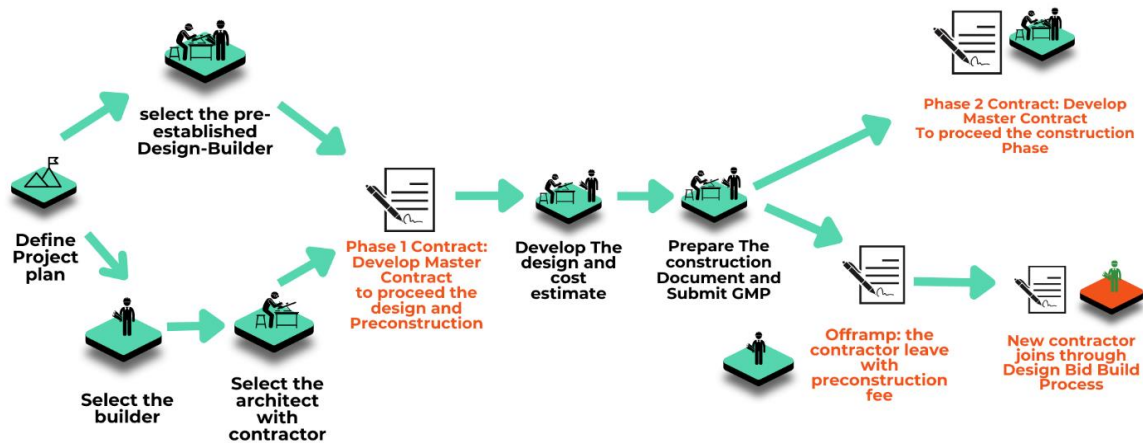 select the pre-
established
Design-Builder
Define
Project
plan
Select the
builder
Select the
architect
with
contractor
Phase 1 Contract:
Develop Master
Contract
to proceed the
design and
Preconstruction
Develop The
design and
cost
estimate
Prepare The
construction
Document and
Submit GMP
Phase 2 Contract: Develop
Master Contract
To proceed the construction
Phase
Offramp: the
contractor leave
with
preconstruction
fee
New contractor
joins through
Design Bid Build
Process